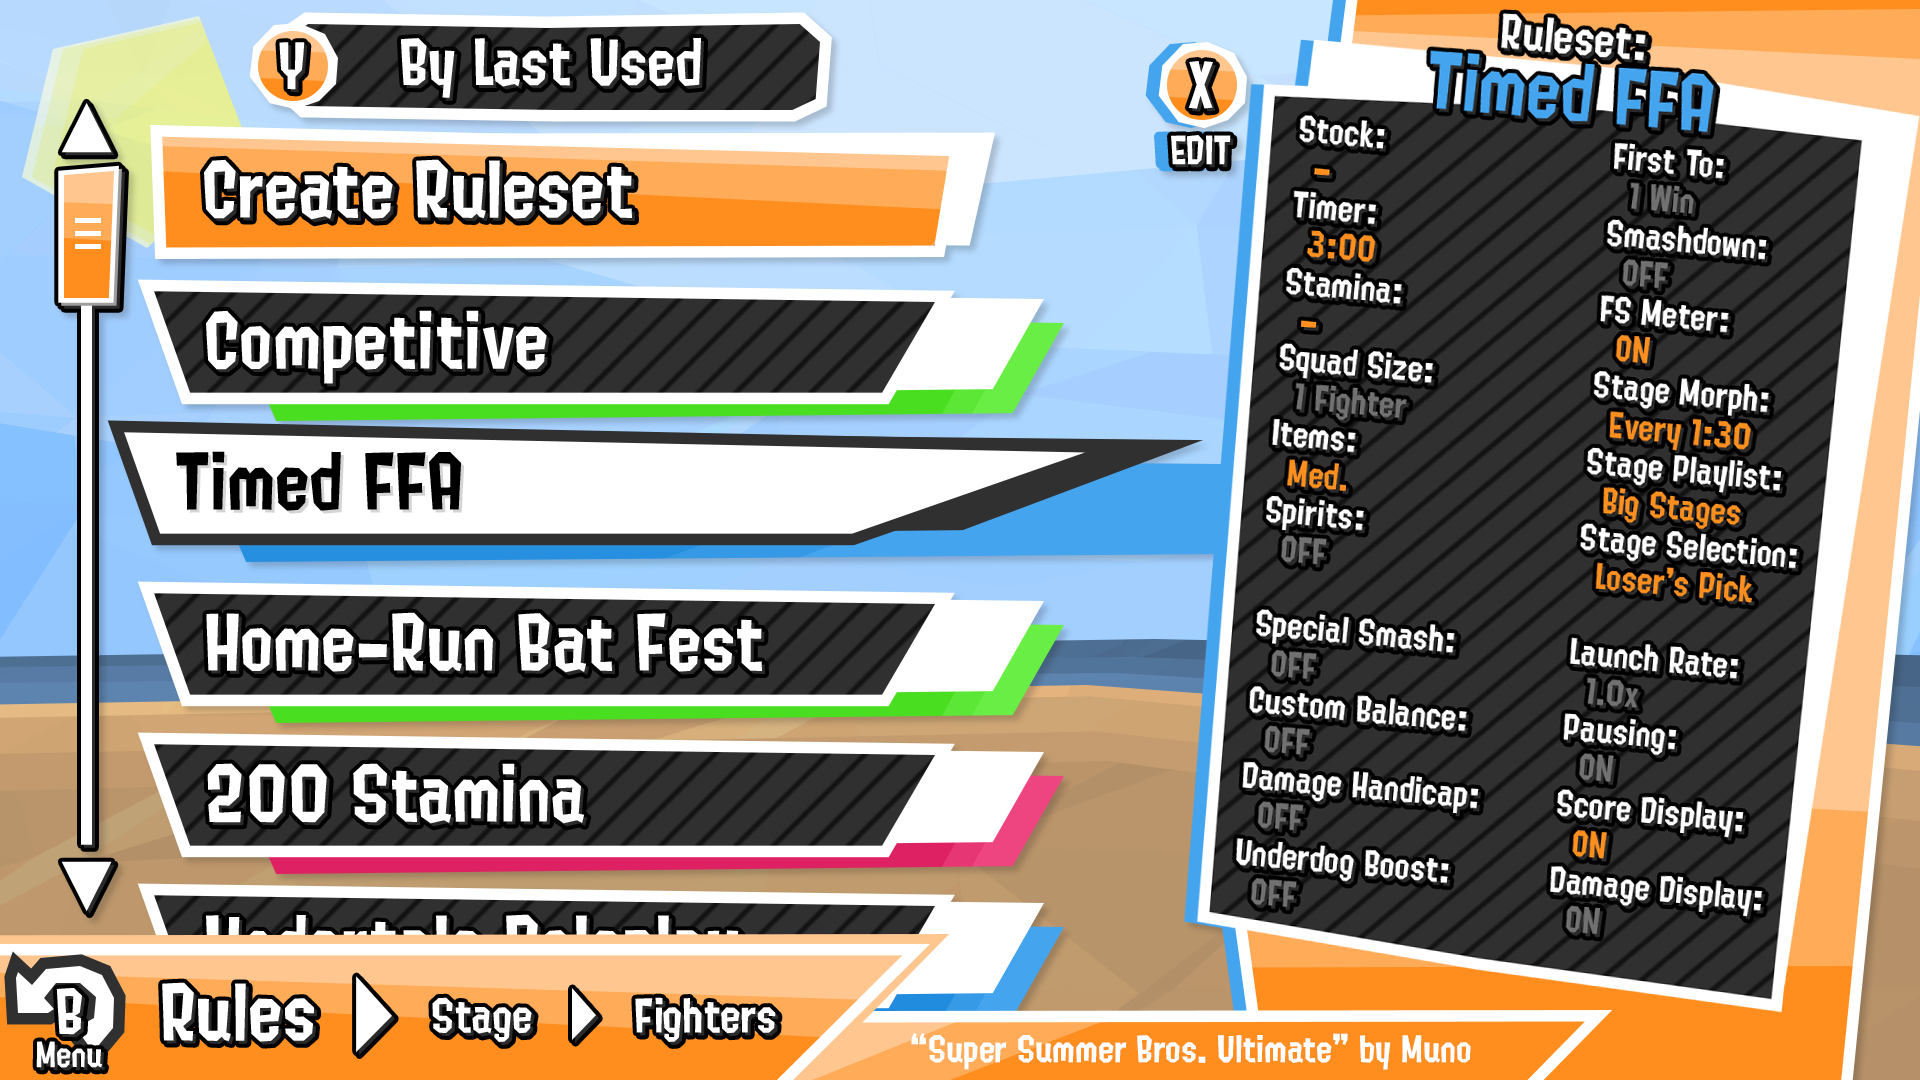 Y By Last Used
Create Ruleset
Competitive
Timed FFA
Home-Run Bat Fest
200 Stamina
Undertale Roleplay
B
Menu
Rules Stage Fighters
X
EDIT
Ruleset:
Timed FFA
Stock:
-
Timer:
3:00
Stamina:
-
Squad Size:
1 Fighter
Items:
Med.
Spirits:
OFF
Special Smash:
OFF
Custom Balance:
OFF
Damage Handicap:
OFF
Underdog Boost:
OFF
First To:
1 Win
Smashdown:
OFF
FS Meter:
ON
Stage Morph:
Every 1:30
Stage Playlist:
Big Stages
Stage Selection:
Loser's Pick
Launch Rate:
1.0x
Pausing:
ON
Score Display:
ON
Damage Display:
ON
“Super Summer Bros. Ultimate” by Muno